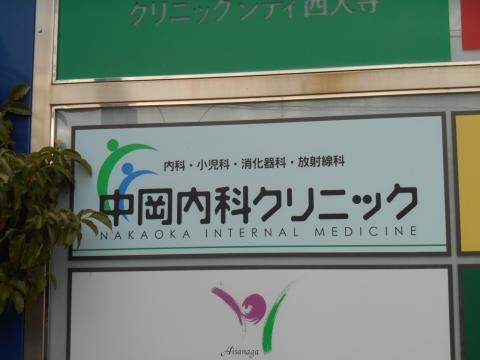 クリニックシティ西大寺
内科・小児科・消化器科・放射線科
中岡内科クリニック
NAKAOKA INTERNAL MEDICINE
Hisanaga